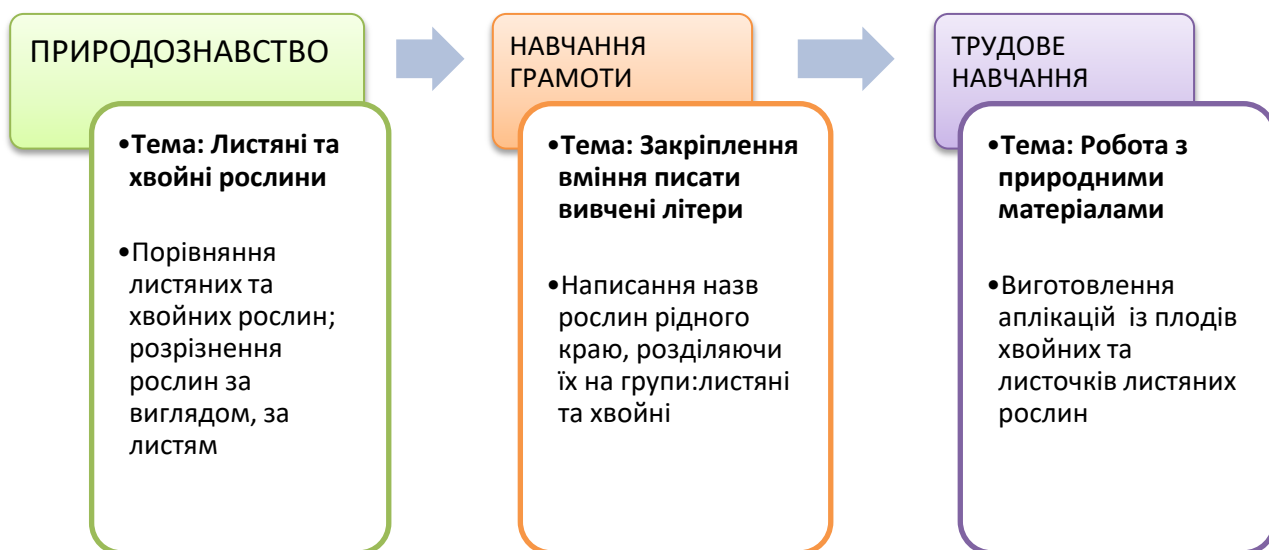 ПРИРОДОЗНАВСТВО
•Тема: Листяні та
хвойні рослини
•Порівняння
листяних та
хвойних рослин;
розрізнення
рослин за
виглядом, за
листям
НАВЧАННЯ
ГРАМОТИ
•Тема: Закріплення
вміння писати
вивчені літери
•Написання назв
рослин рідного
краю, розділяючи
їх на групи:листяні
та хвойні
ТРУДОВЕ
НАВЧАННЯ
•Тема: Робота з
природними
матеріалами
•Виготовлення
аплікацій із плодів
хвойних та
листочків листяних
рослин